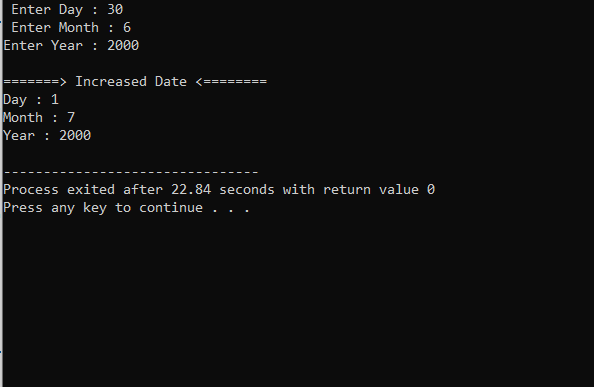 Enter Day : 30
Enter Month : 6
Enter Year : 2000
=======> Increased Date <========
Day : 1
Month : 7
Year : 2000
--------------------------------
Process exited after 22.84 seconds with return value 0
Press any key to continue . . .